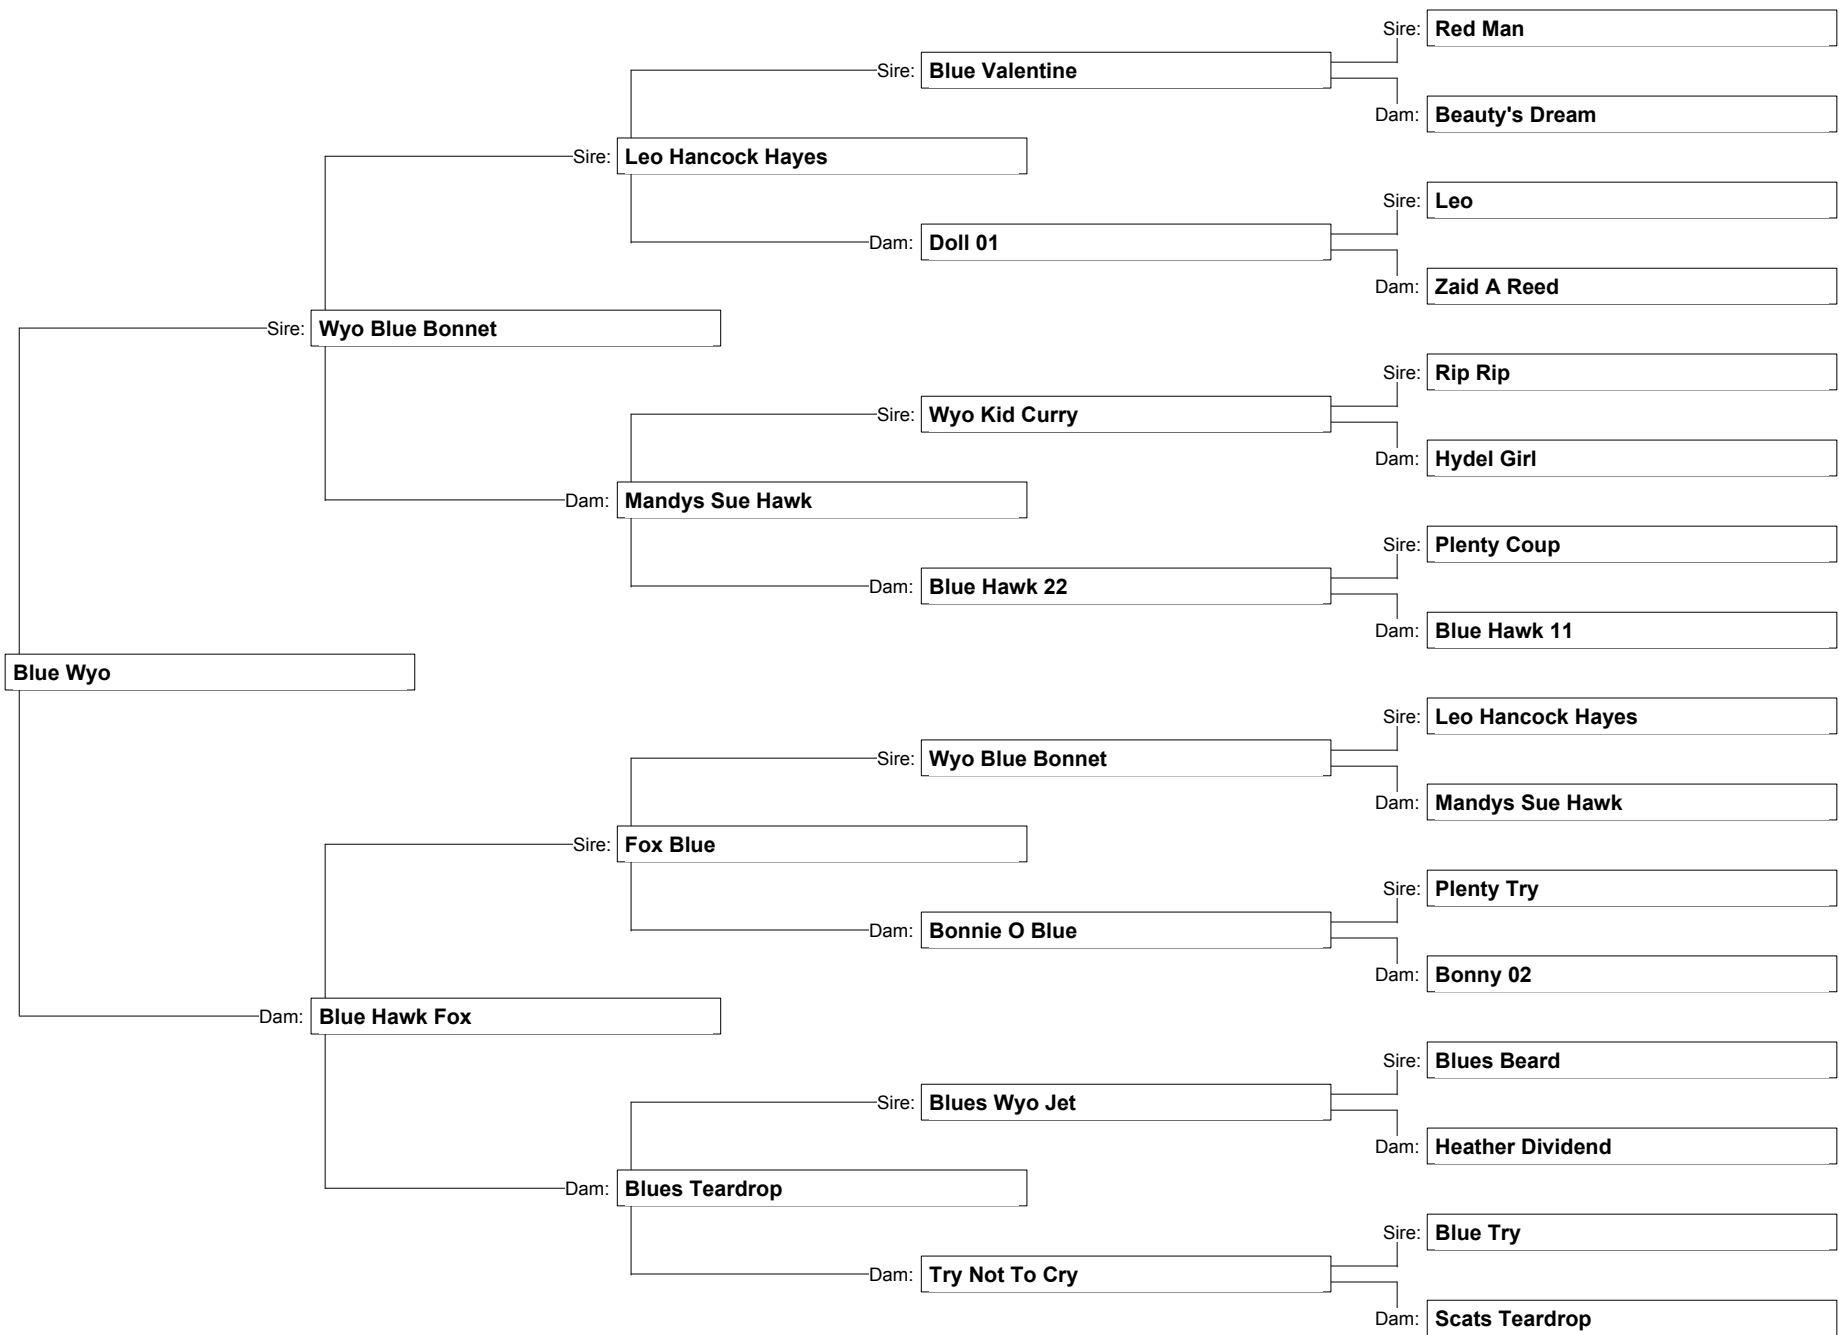 Sire: Red Man
Sire: Blue Valentine
Dam: Beauty's Dream
Sire: Leo Hancock Hayes
Sire: Leo
Dam: Doll 01
Dam: Zaid A Reed
Sire: Wyo Blue Bonnet
Sire: Rip Rip
Sire: Wyo Kid Curry
Dam: Hydel Girl
Dam: Mandys Sue Hawk
Sire: Plenty Coup
Dam: Blue Hawk 22
Dam: Blue Hawk 11
Blue Wyo
Sire: Leo Hancock Hayes
Sire: Wyo Blue Bonnet
Dam: Mandys Sue Hawk
Sire: Fox Blue
Sire: Plenty Try
Dam: Bonnie O Blue
Dam: Bonny 02
Dam: Blue Hawk Fox
Sire: Blues Beard
Sire: Blues Wyo Jet
Dam: Heather Dividend
Dam: Blues Teardrop
Sire: Blue Try
Dam: Try Not To Cry
Dam: Scats Teardrop